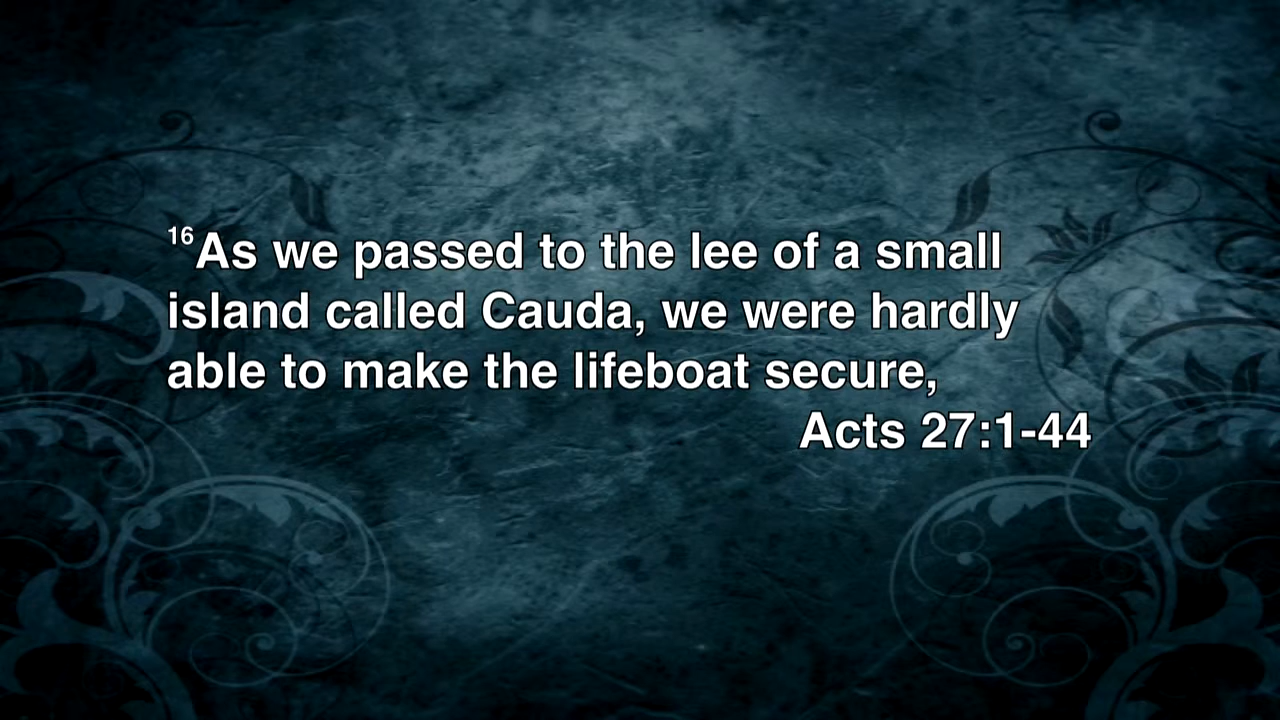 16As we passed to the lee of a small
island called Cauda, we were hardly
able to make the lifeboat secure,
Acts 27:1-44